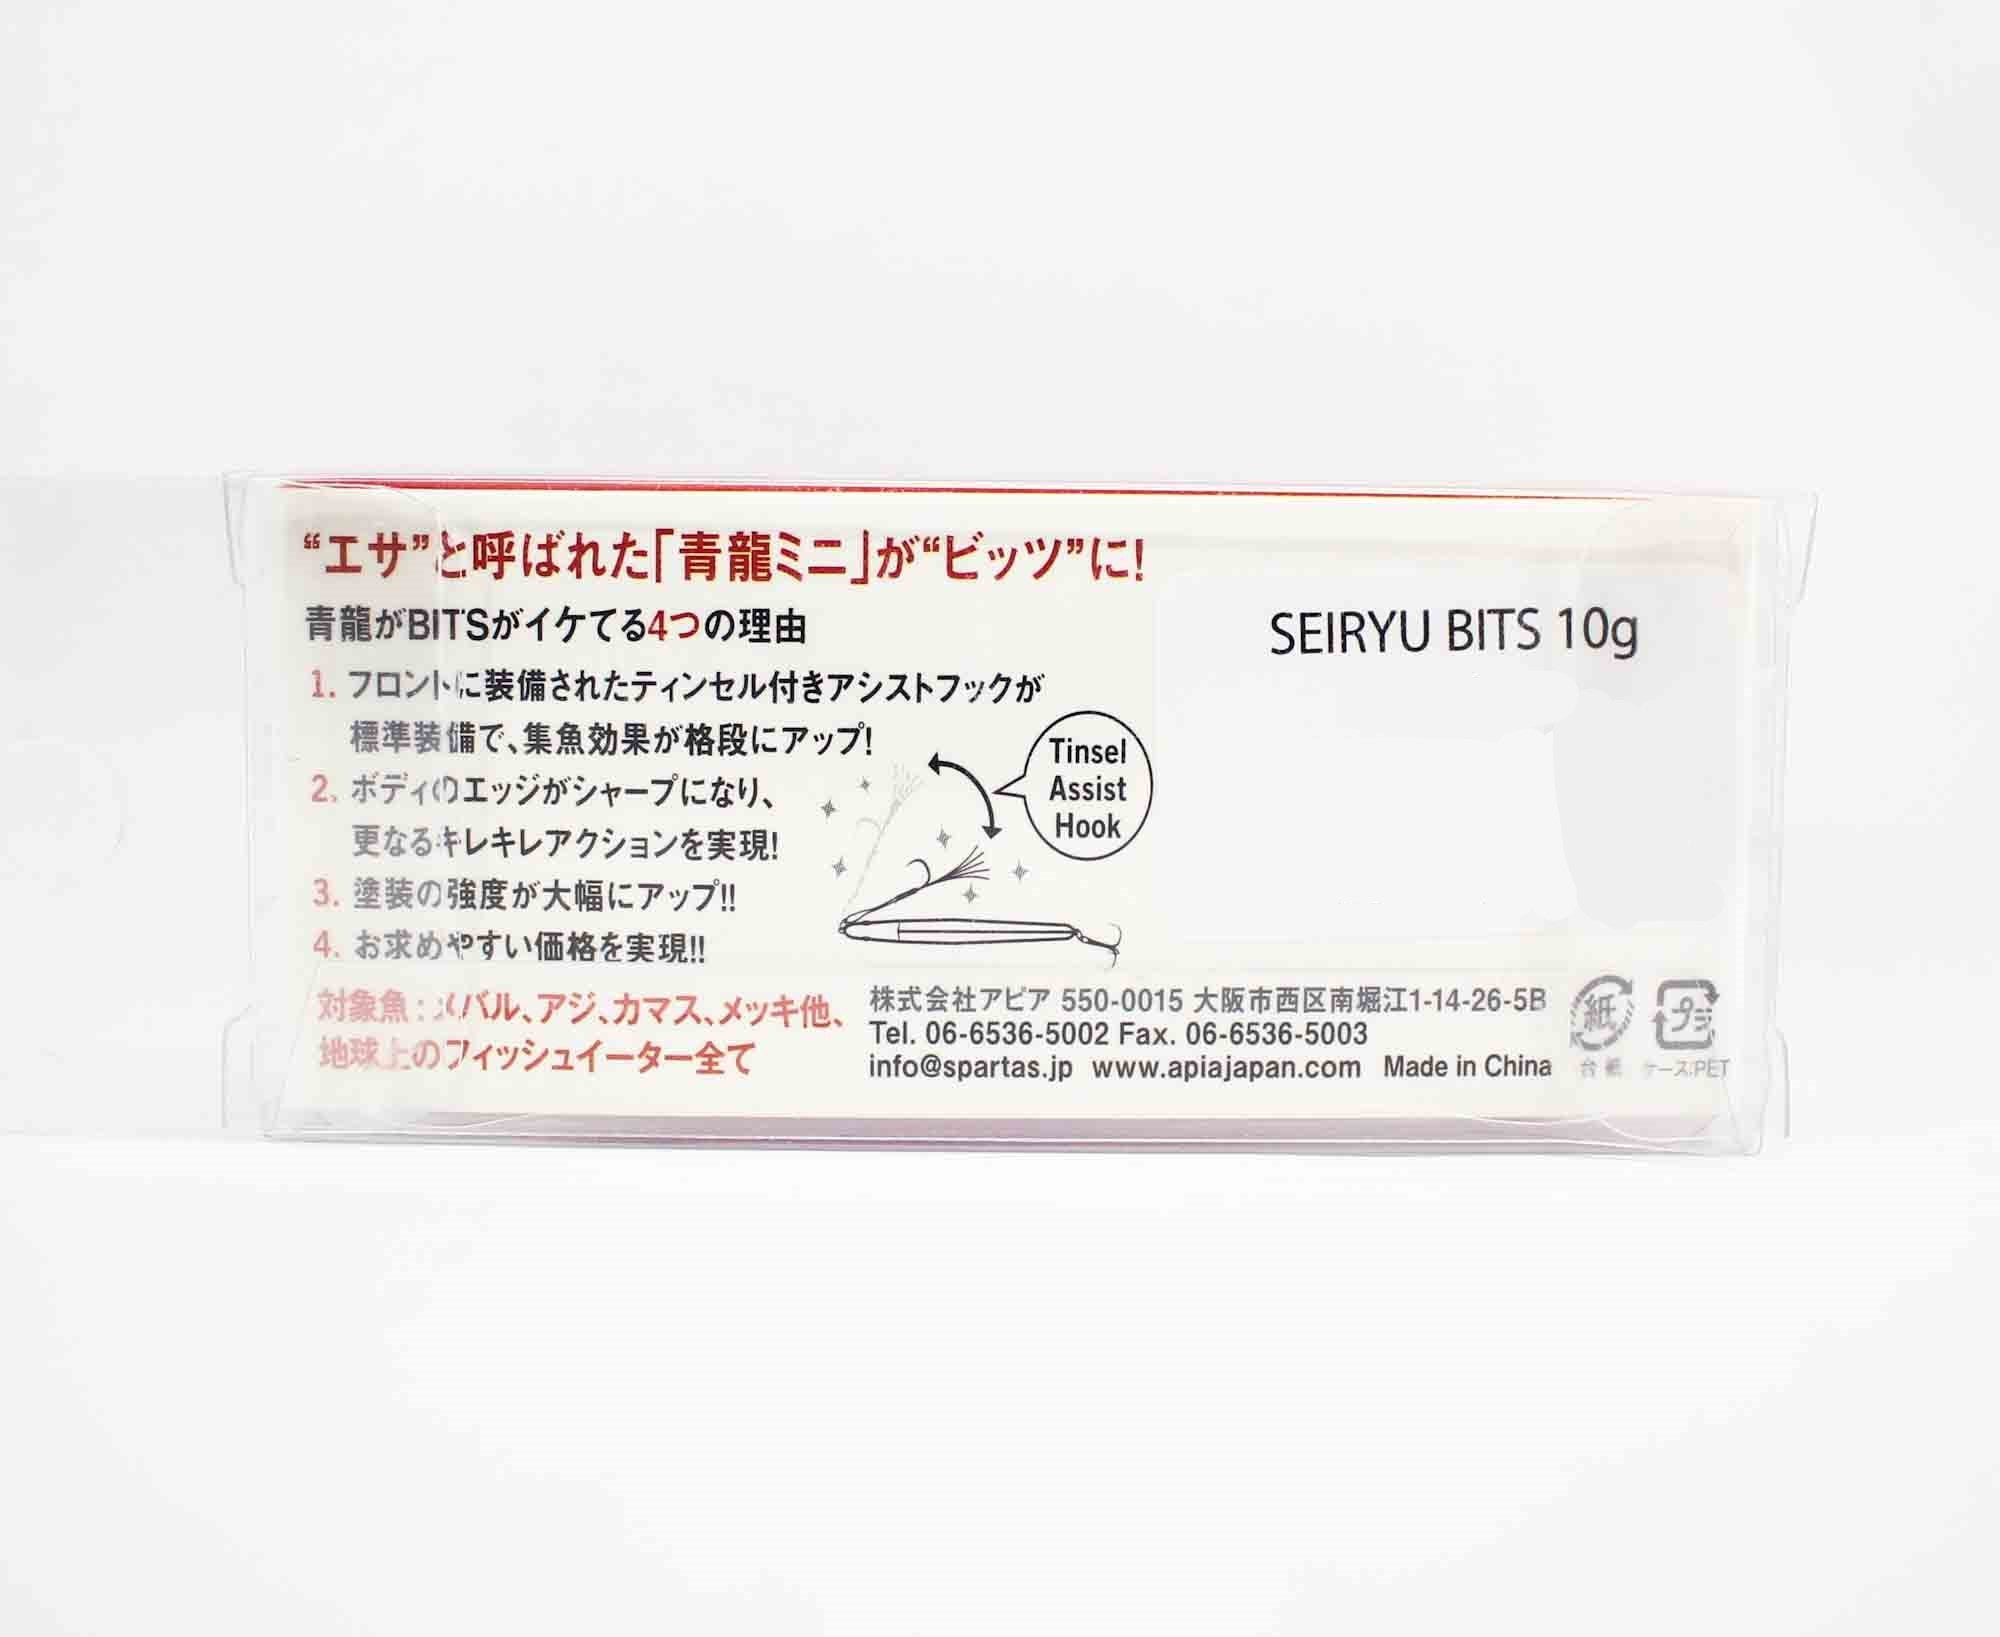 “エサ”と呼ばれた「青龍ミニ」が“ビッツ”に!
青龍がBITSがイケてる4つの理由
1. フロントに装備されたティンセル付きアシストフックが
標準装備で、集魚効果が格段にアップ!
2. ボディのエッジがシャープになり、
更なるキレキレアクションを実現!
3. 塗装の強度が大幅にアップ!!
4. お求めやすい価格を実現!!
対象魚:メバル、アジ、カマス、メッキ他、
地球上のフィッシュイーター全て
Tinsel
Assist
Hook
SEIRYU BITS 10g
株式会社アピア 550-0015 大阪市西区南堀江1-14-26-5B
Tel. 06-6536-5002 Fax. 06-6536-5003
info@spartas.jp www.apiajapan.com Made in China
紙
台紙
プラ
ケース/PET